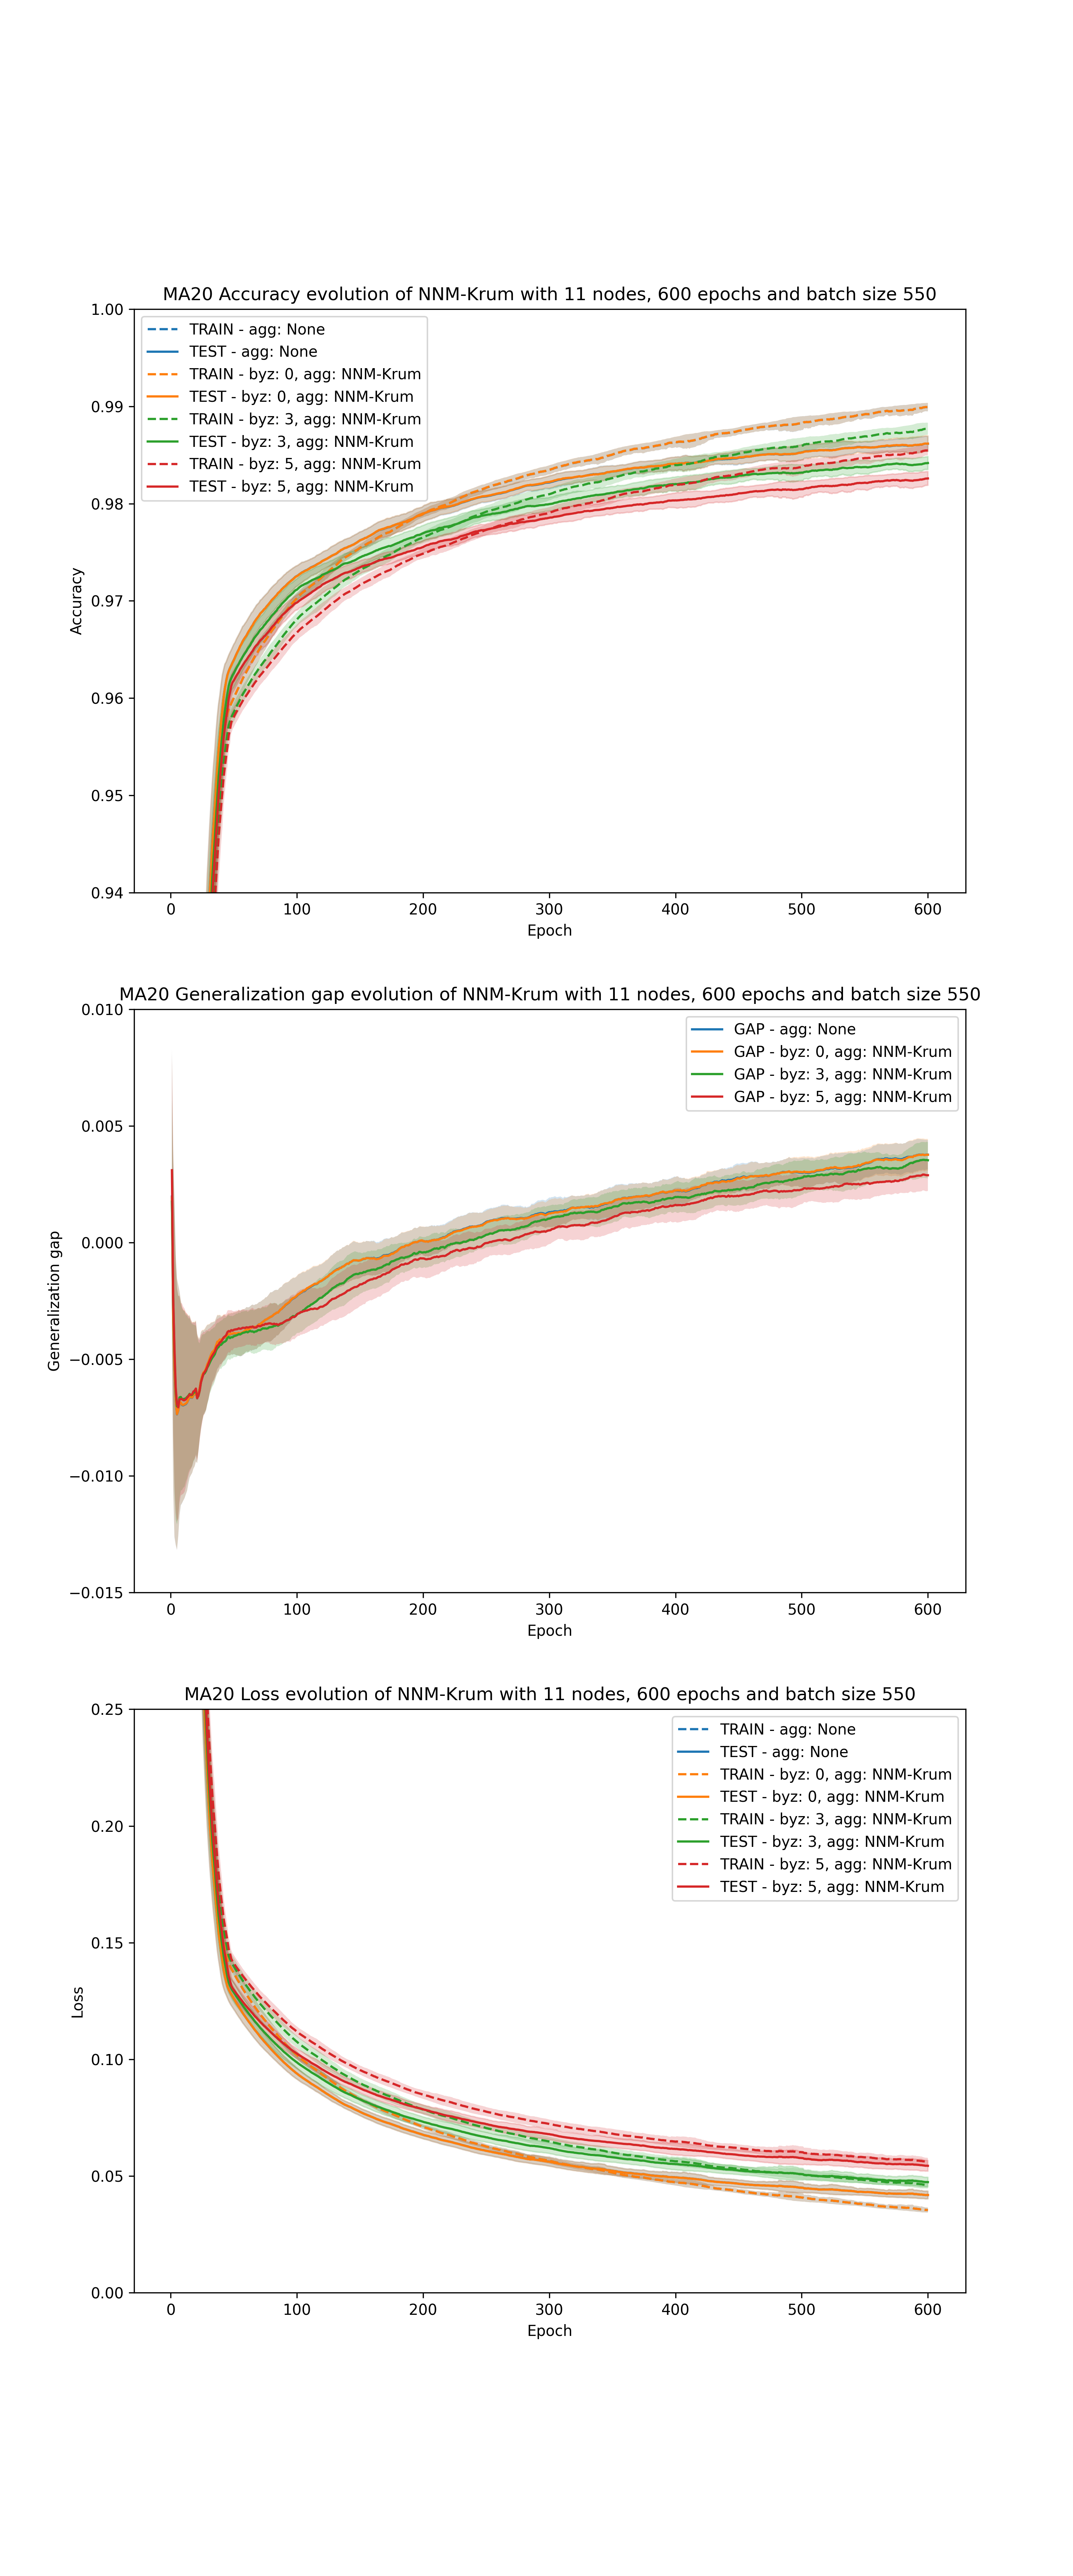 MA20 Accuracy evolution of NNM-Krum with 11 nodes, 600 epochs and batch size 550
1.00
0.99
0.98
0.97
0.96
0.95
0.94
Accuracy
TRAIN - agg: None
TEST - agg: None
TRAIN - byz: 0, agg: NNM-Krum
TEST - byz: 0, agg: NNM-Krum
TRAIN - byz: 3, agg: NNM-Krum
TEST - byz: 3, agg: NNM-Krum
TRAIN - byz: 5, agg: NNM-Krum
TEST - byz: 5, agg: NNM-Krum
0 100 200 300 400 500 600
Epoch
MA20 Generalization gap evolution of NNM-Krum with 11 nodes, 600 epochs and batch size 550
0.010
0.005
0.000
−0.005
−0.010
−0.015
Generalization gap
GAP - agg: None
GAP - byz: 0, agg: NNM-Krum
GAP - byz: 3, agg: NNM-Krum
GAP - byz: 5, agg: NNM-Krum
0 100 200 300 400 500 600
Epoch
MA20 Loss evolution of NNM-Krum with 11 nodes, 600 epochs and batch size 550
0.25
0.20
0.15
0.10
0.05
0.00
Loss
TRAIN - agg: None
TEST - agg: None
TRAIN - byz: 0, agg: NNM-Krum
TEST - byz: 0, agg: NNM-Krum
TRAIN - byz: 3, agg: NNM-Krum
TEST - byz: 3, agg: NNM-Krum
TRAIN - byz: 5, agg: NNM-Krum
TEST - byz: 5, agg: NNM-Krum
0 100 200 300 400 500 600
Epoch